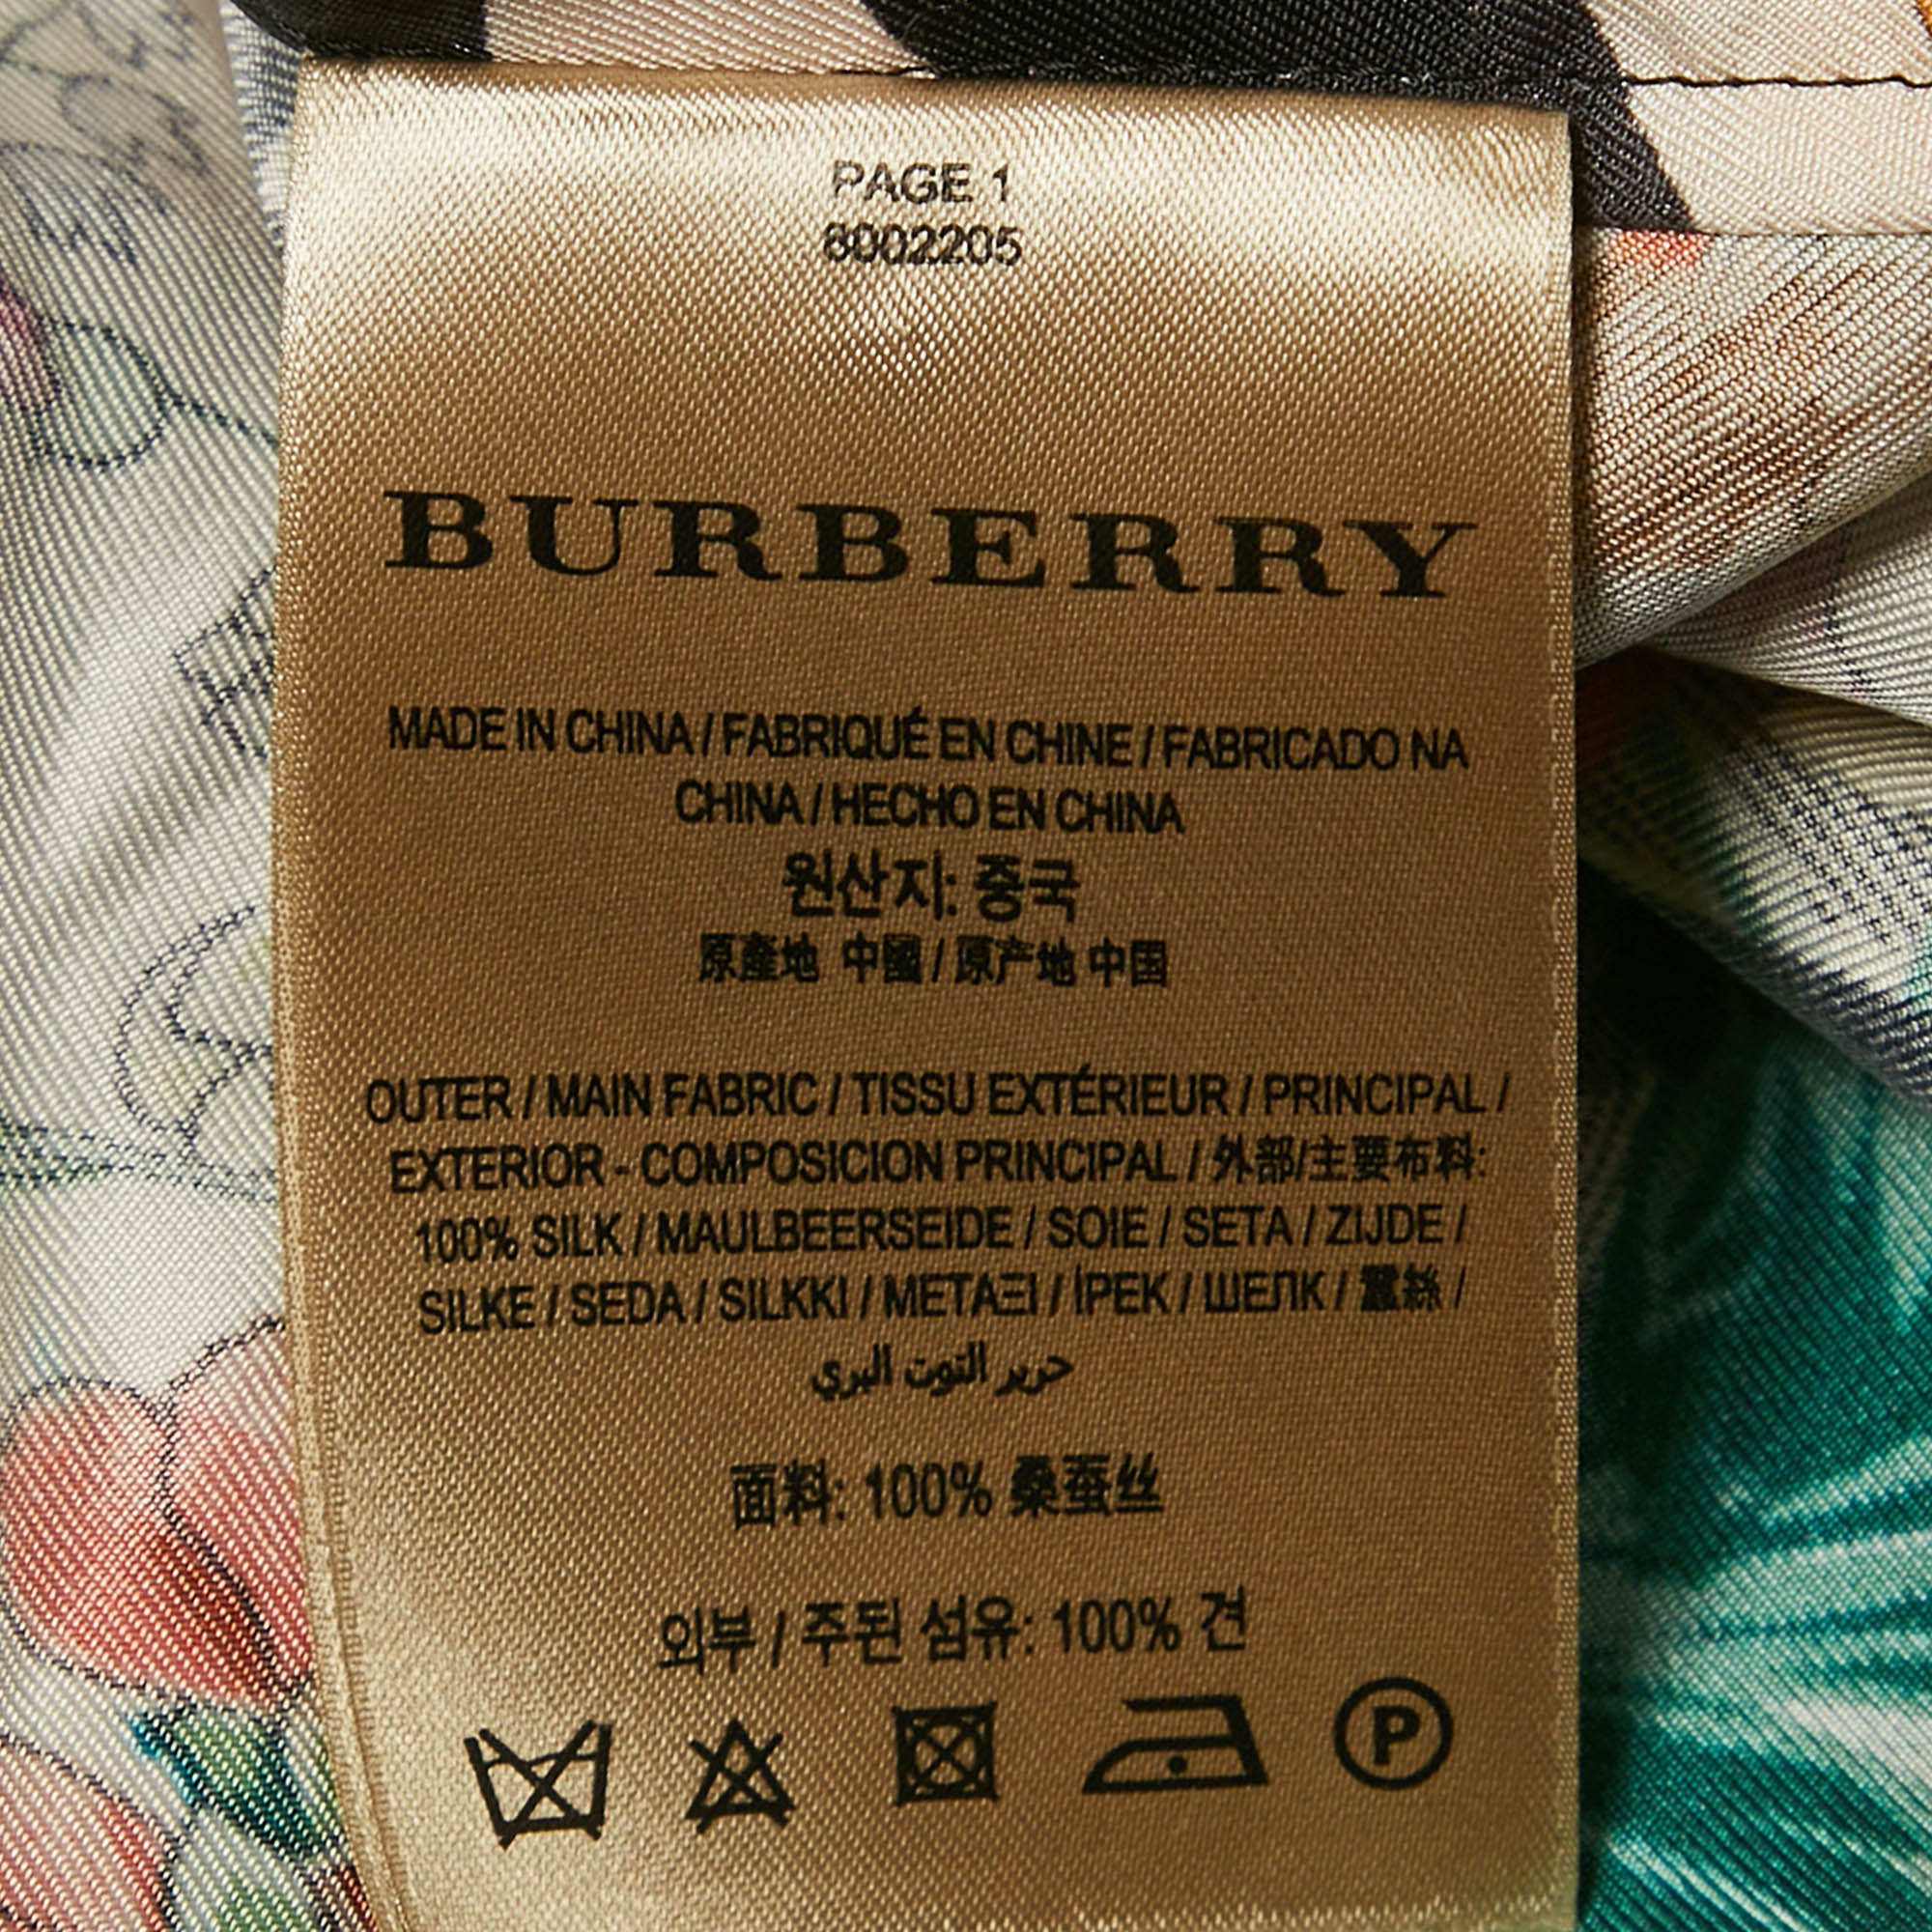 PAGE 1
8002205
BURBERRY
MADE IN CHINA / FABRIQUÉ EN CHINE / FABRICADO NA
CHINA / HECHO EN CHINA
원산지: 중국
原產地 中國 / 原产地 中国
OUTER / MAIN FABRIC / TISSU EXTÉRIEUR / PRINCIPAL /
EXTERIOR - COMPOSICION PRINCIPAL / 外部/主要布料:
100% SILK / MAULBEERSEIDE / SOIE / SETA / ZIJDE /
SILKE / SEDA / SILKKI / ΜΕΤΑΞΙ / İPEK / ШЕЛК / 蠶絲 /
حرير التوت البري
面料: 100% 桑蚕丝
외부 / 주된 섬유: 100% 견
P